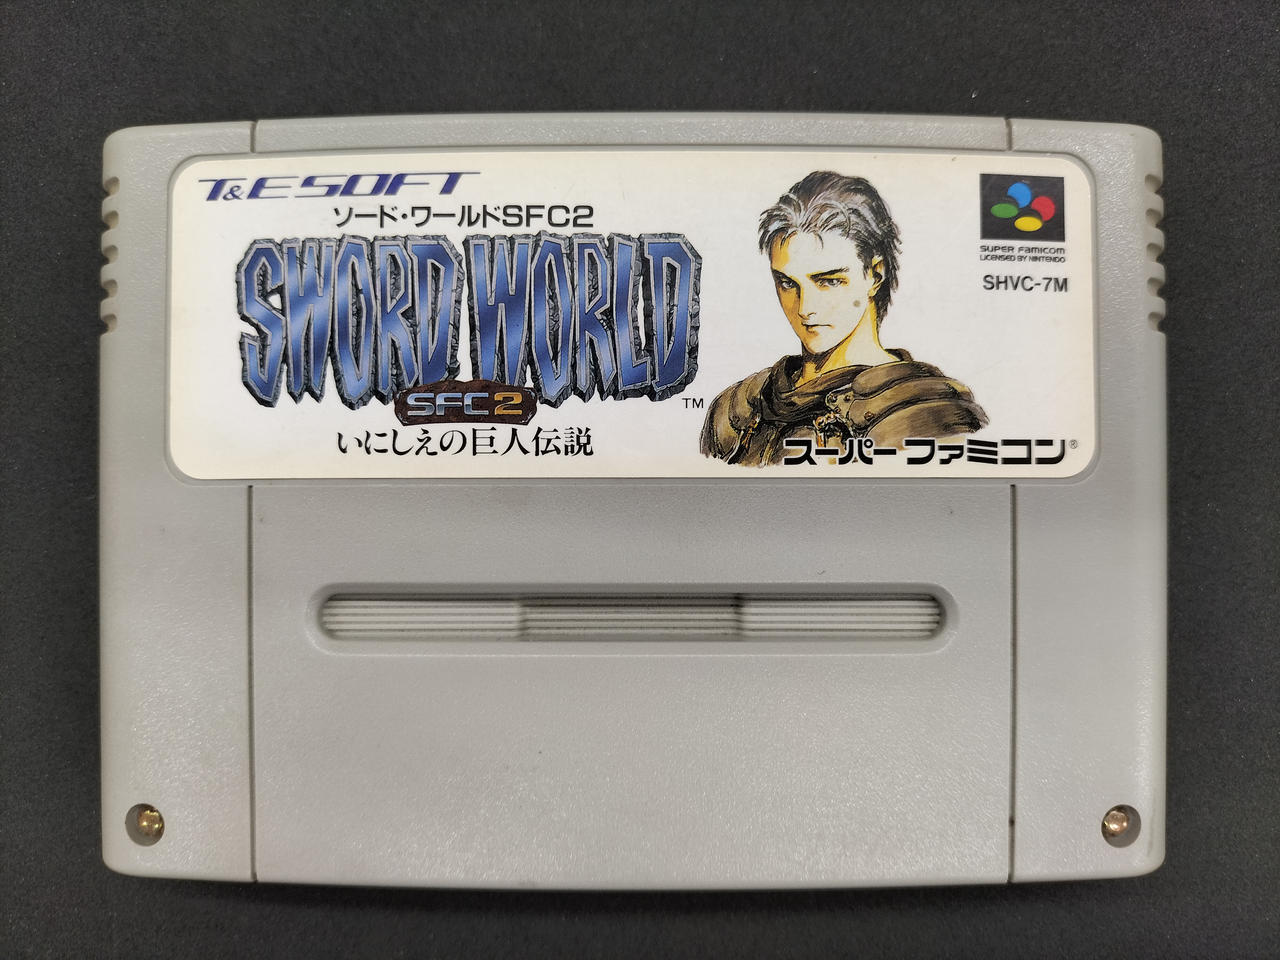 T&E SOFT
ソード・ワールドSFC2
SWORD WORLD
SFC2
™
いにしえの巨人伝説
SUPER FAMICOM
LICENSED BY NINTENDO
SHVC-7M
スーパーファミコン®